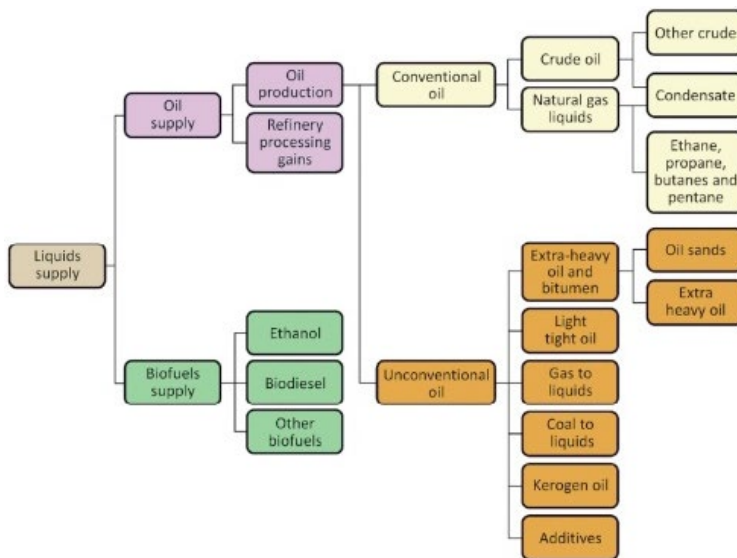 Other crude
Crude oil
Oil
production
Conventional
oil
Oil
supply
Natural gas
liquids
Condensate
Refinery
processing
gains
Ethane,
propane,
butanes and
pentane
Liquids
supply
Extra-heavy
oil and
bitumen
Oil sands
Extra
heavy oil
Ethanol
Light
tight oil
Biofuels
supply
Biodiesel
Unconventional
oil
Gas to
liquids
Other
biofuels
Coal to
liquids
Kerogen oil
Additives